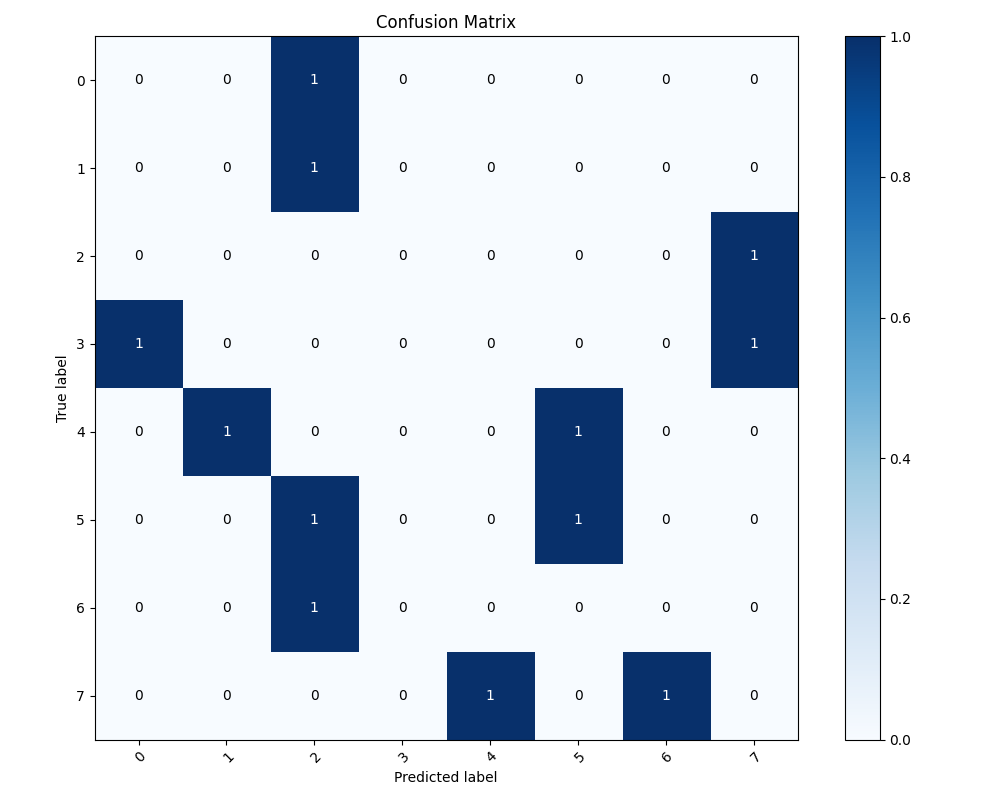 Confusion Matrix
0 0 0 1 0 0 0 0 0
1 0 0 1 0 0 0 0 0
2 0 0 0 0 0 0 0 1
3 1 0 0 0 0 0 0 1
4 0 1 0 0 0 1 0 0
5 0 0 1 0 0 1 0 0
6 0 0 1 0 0 0 0 0
7 0 0 0 0 1 0 1 0
0 1 2 3 4 5 6 7
Predicted label
True label
1.0
0.8
0.6
0.4
0.2
0.0